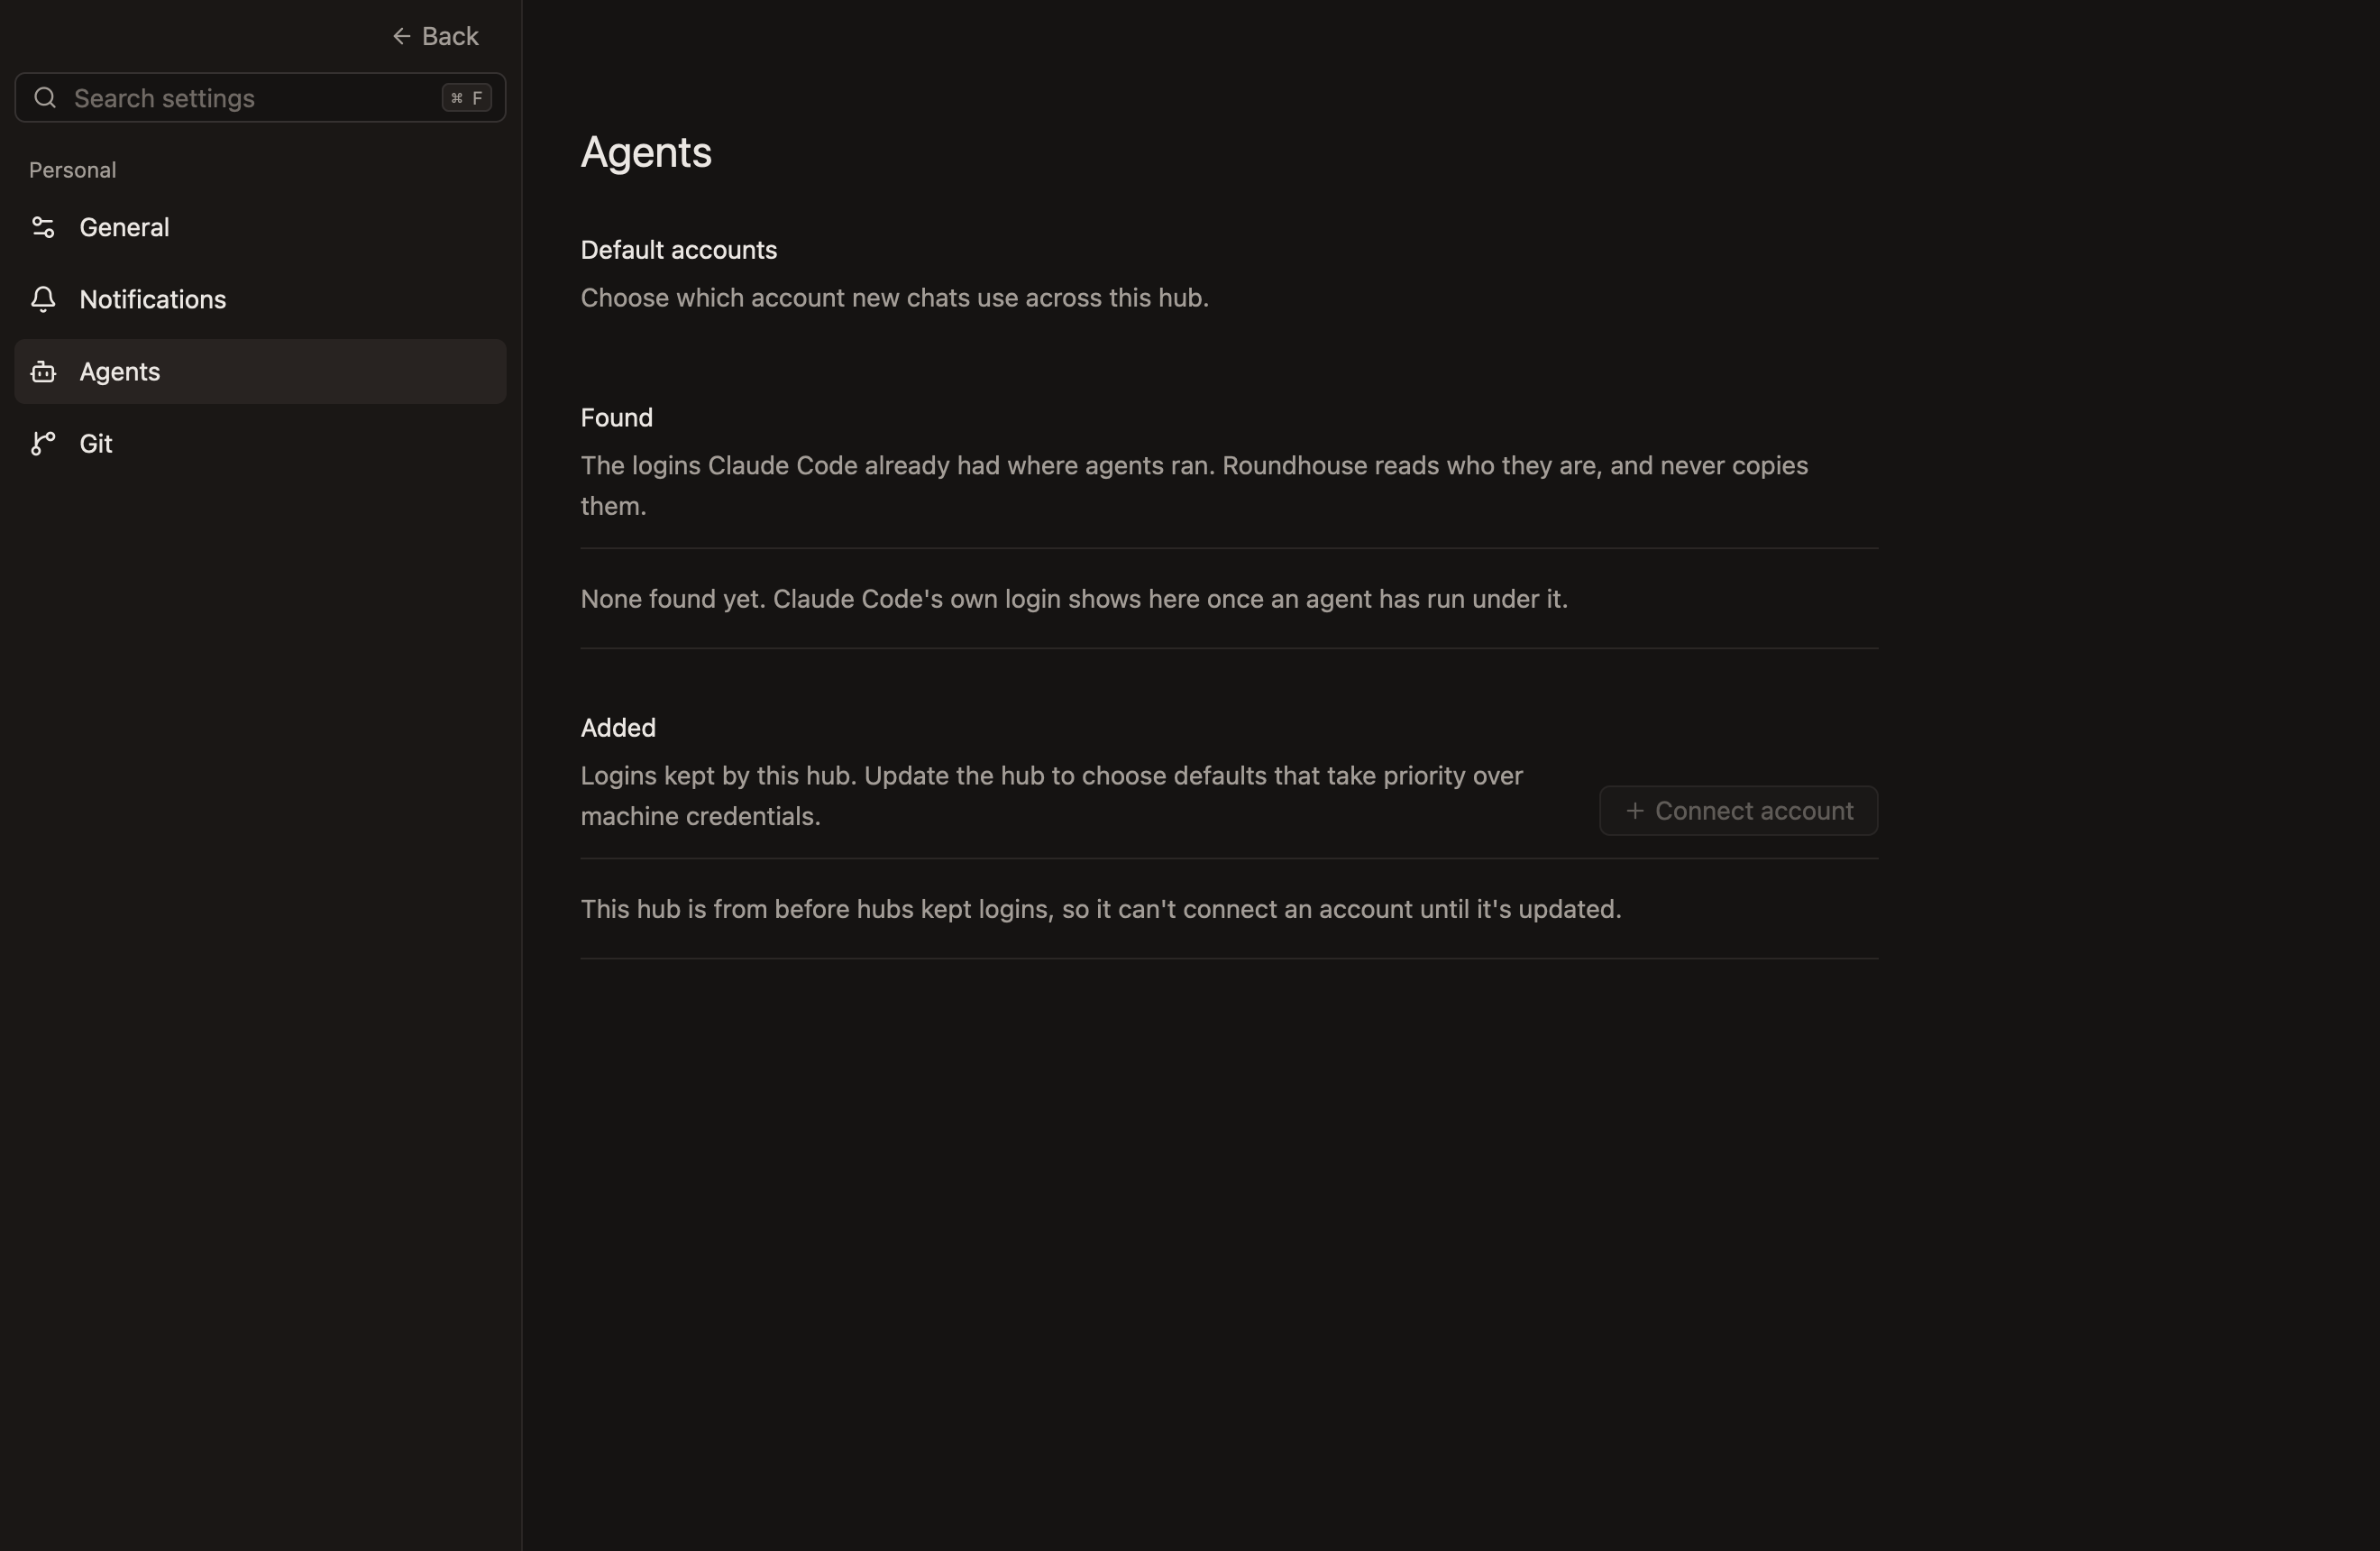 Back
Search settings
⌘ F
Personal
General
Notifications
Agents
Git
Agents
Default accounts
Choose which account new chats use across this hub.
Found
The logins Claude Code already had where agents ran. Roundhouse reads who they are, and never copies
them.
None found yet. Claude Code's own login shows here once an agent has run under it.
Added
Logins kept by this hub. Update the hub to choose defaults that take priority over
machine credentials.
+ Connect account
This hub is from before hubs kept logins, so it can't connect an account until it's updated.